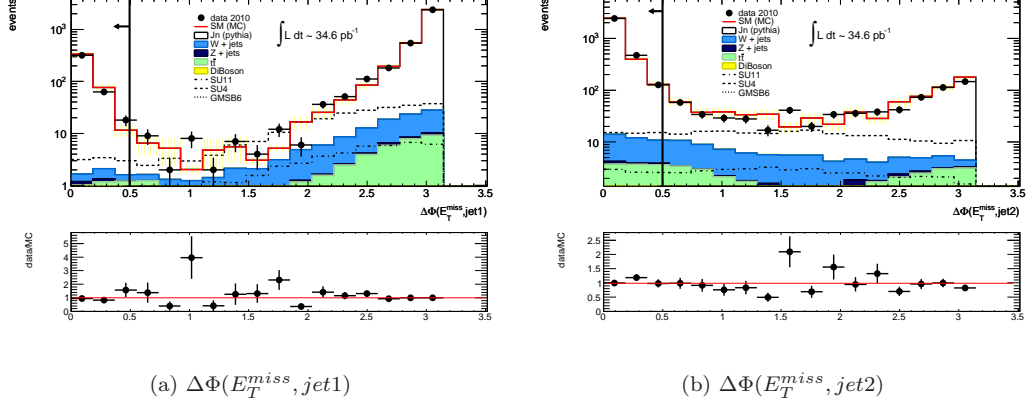 events
data 2010
SM (MC)
Jn (pythia)
W + jets
Z + jets
tt̄
DiBoson
SU11
SU4
GMSB6
∫ L dt ~ 34.6 pb⁻¹
10³
10²
10
1
0 0.5 1 1.5 2 2.5 3 3.5
ΔΦ(E_T^miss,jet1)
data/MC
5
4
3
2
1
0
0 0.5 1 1.5 2 2.5 3 3.5
(a) ΔΦ(E_T^miss, jet1)
events
data 2010
SM (MC)
Jn (pythia)
W + jets
Z + jets
tt̄
DiBoson
SU11
SU4
GMSB6
∫ L dt ~ 34.6 pb⁻¹
10³
10²
10
0 0.5 1 1.5 2 2.5 3 3.5
ΔΦ(E_T^miss,jet2)
data/MC
2.5
2
1.5
1
0.5
0
0 0.5 1 1.5 2 2.5 3 3.5
(b) ΔΦ(E_T^miss, jet2)